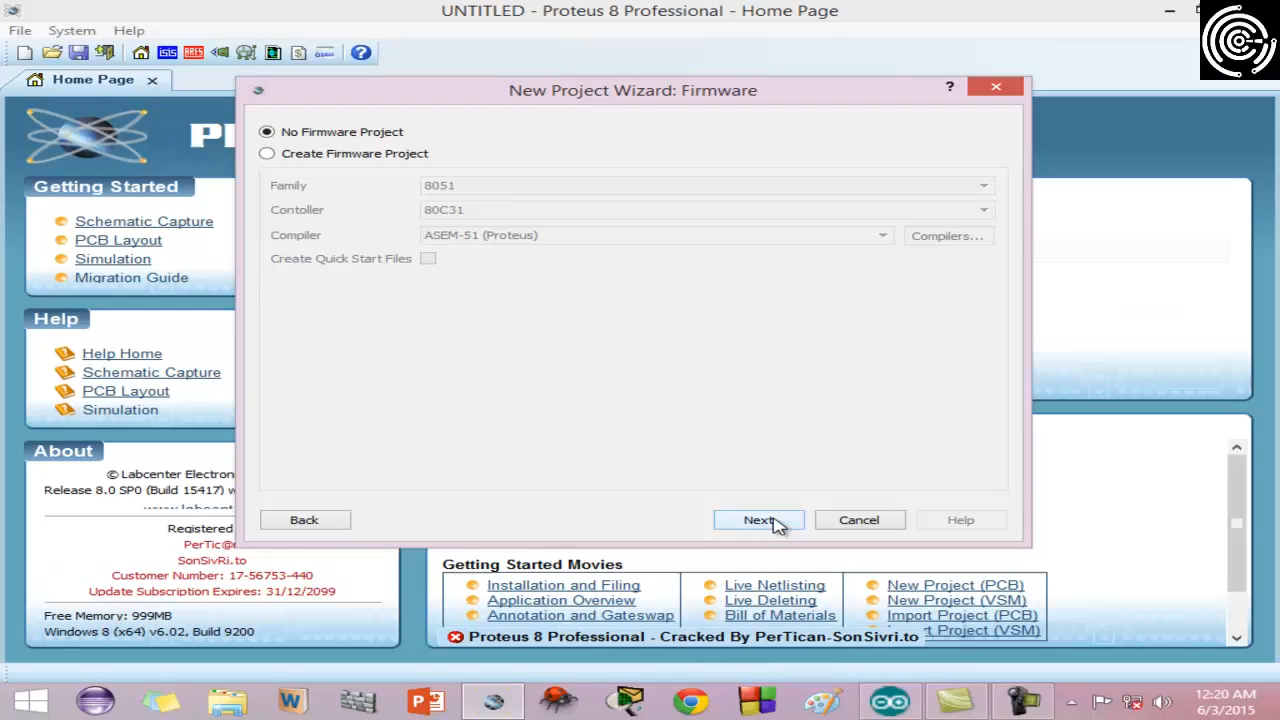 UNTITLED - Proteus 8 Professional - Home Page
File System Help
Home Page
New Project Wizard: Firmware
?
No Firmware Project
Create Firmware Project
Family 8051
Contoller 80C31
Compiler ASEM-51 (Proteus) Compilers...
Create Quick Start Files
Back Next Cancel Help
Getting Started
Schematic Capture
PCB Layout
Simulation
Migration Guide
Help
Help Home
Schematic Capture
PCB Layout
Simulation
About
© Labcenter Electron
Release 8.0 SP0 (Build 15417) w
Registered
PerTic@
SonSivRi.to
Customer Number: 17-56753-440
Update Subscription Expires: 31/12/2099
Free Memory: 999MB
Windows 8 (x64) v6.02, Build 9200
Getting Started Movies
Installation and Filing Live Netlisting New Project (PCB)
Application Overview Live Deleting New Project (VSM)
Annotation and Gateswap Bill of Materials Import Project (PCB)
Project (VSM)
Proteus 8 Professional - Cracked By PerTican-SonSivri.to
12:20 AM
6/3/2015